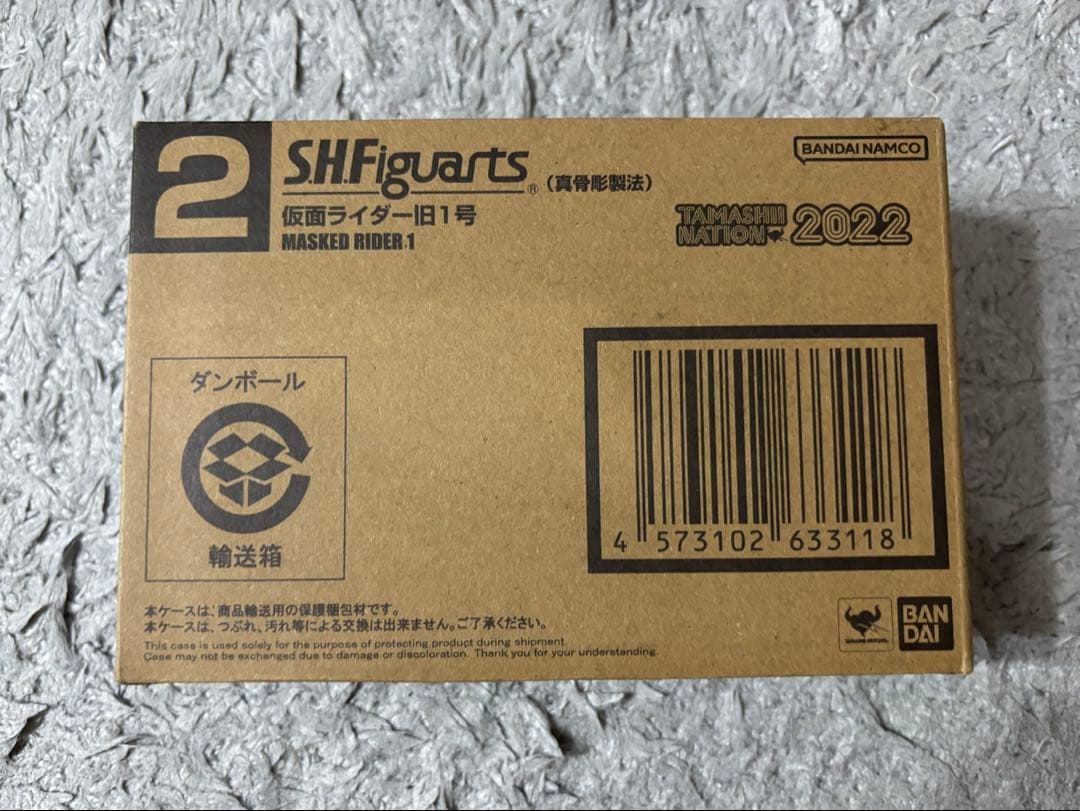 2
S.H.Figuarts® (真骨彫製法)
仮面ライダー旧1号
MASKED RIDER 1
BANDAI NAMCO
TAMASHII
NATION 2022
ダンボール
輸送箱
4 573102 633118
本ケースは、商品輸送用の保護梱包材です。
本ケースは、つぶれ、汚れ等による交換は出来ません。ご了承ください。
This case is used solely for the purpose of protecting product during shipment.
Case may not be exchanged due to damage or discoloration. Thank you for your understanding.
BAN
DAI